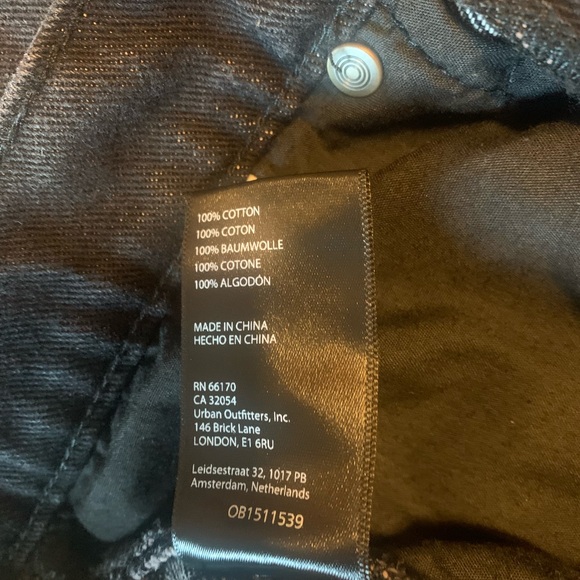 100% COTTON
100% COTON
100% BAUMWOLLE
100% COTONE
100% ALGODÓN
MADE IN CHINA
HECHO EN CHINA
RN 66170
CA 32054
Urban Outfitters, Inc.
146 Brick Lane
LONDON, E1 6RU
Leidsestraat 32, 1017 PB
Amsterdam, Netherlands
OB1511539